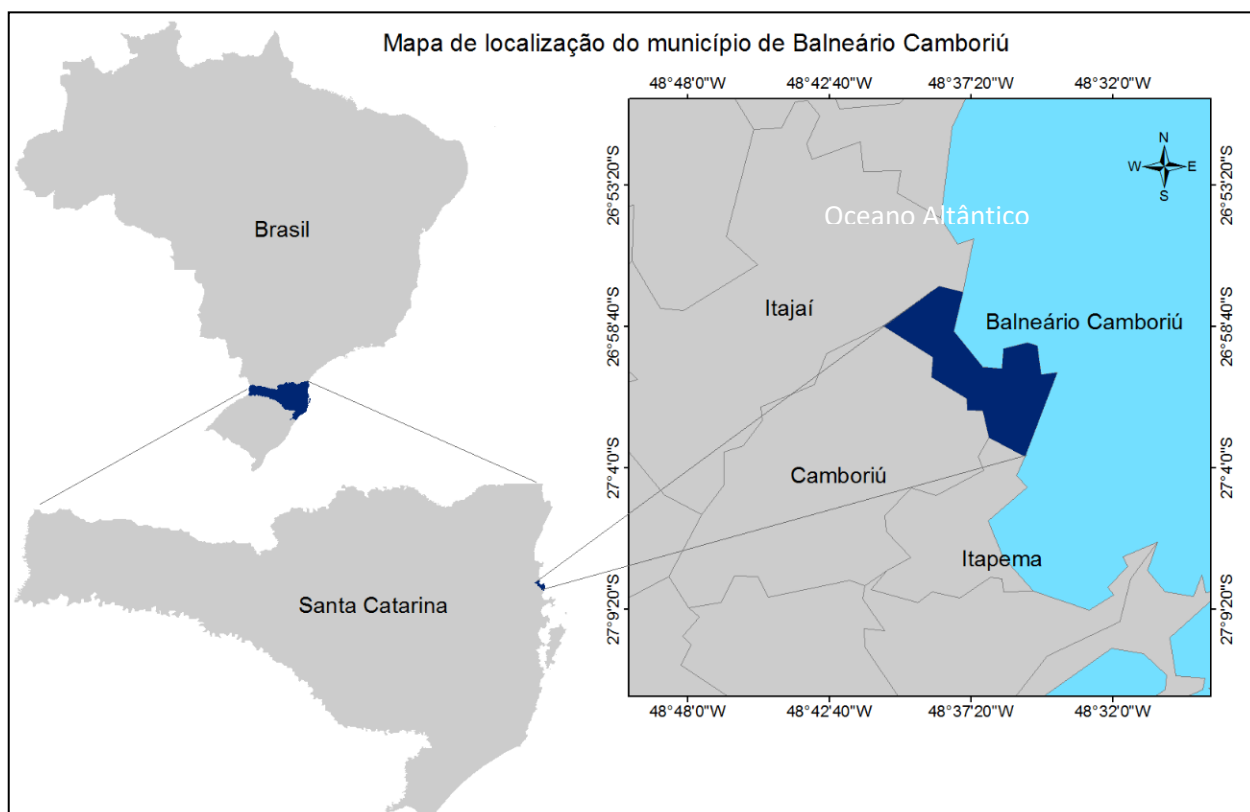 Mapa de localização do município de Balneário Camboriú
48°48'0"W 48°42'40"W 48°37'20"W 48°32'0"W
N
W E
S
26°53'20"S 26°53'20"S
Oceano Altântico
Brasil
Itajaí
Balneário Camboriú
26°58'40"S 26°58'40"S
Camboriú
27°4'0"S 27°4'0"S
Itapema
Santa Catarina
27°9'20"S 27°9'20"S
48°48'0"W 48°42'40"W 48°37'20"W 48°32'0"W